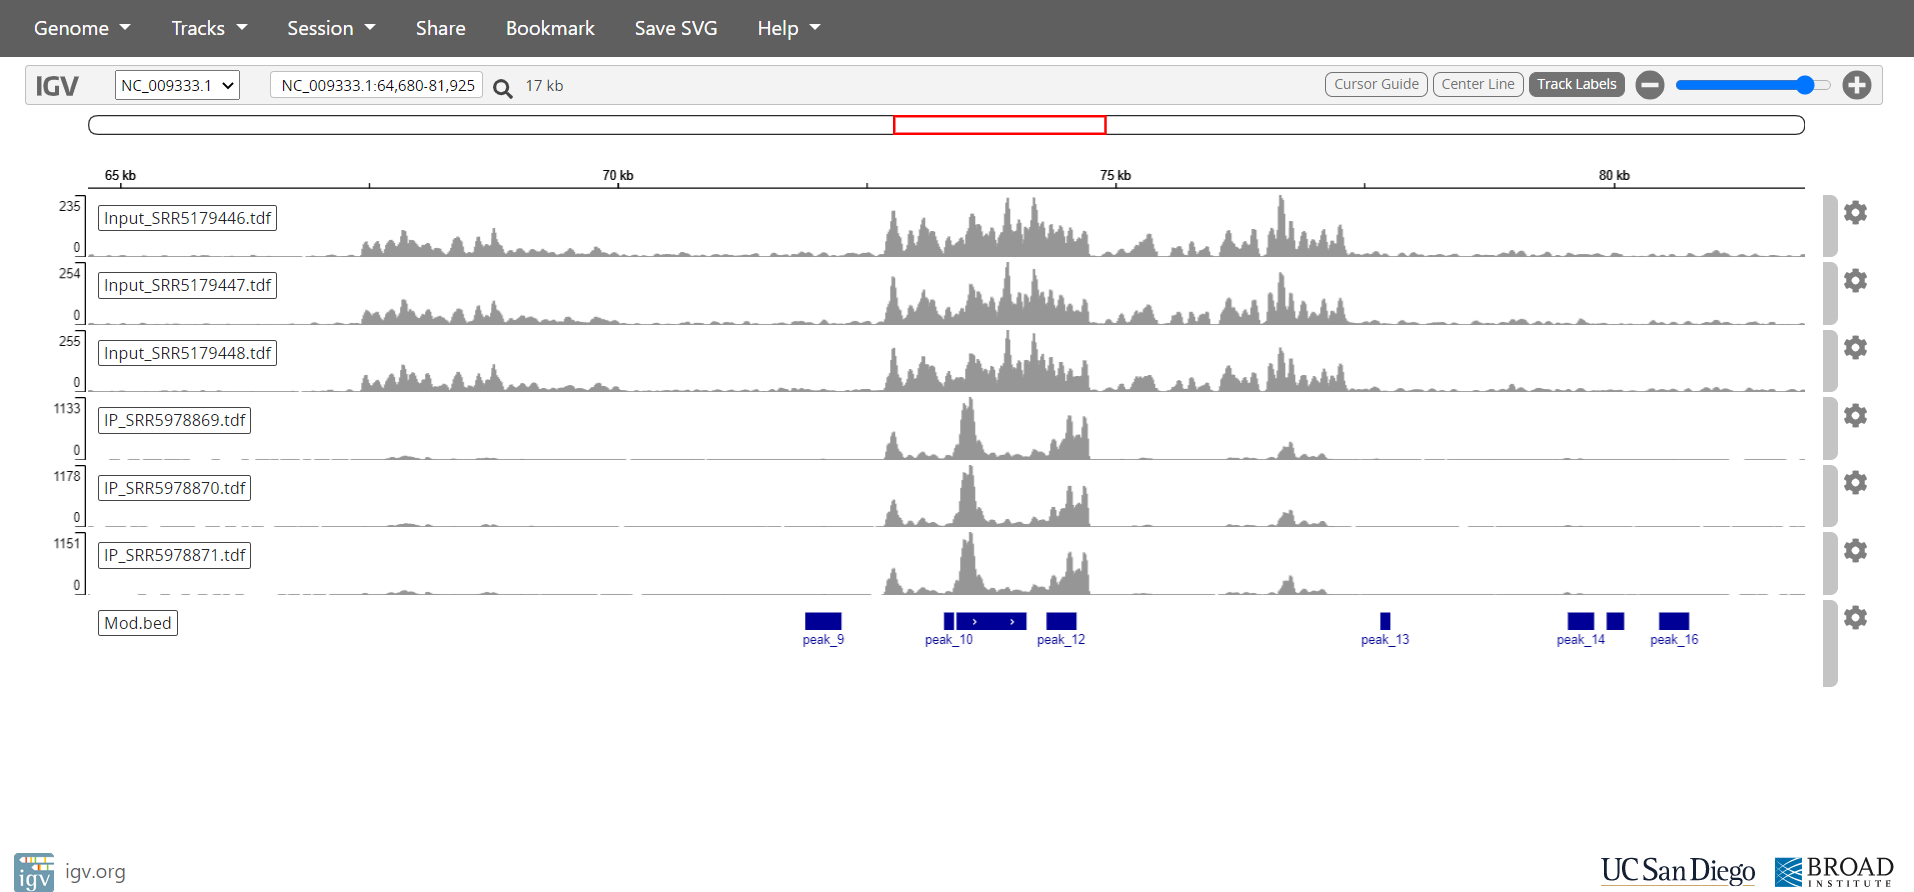 Genome Tracks Session Share Bookmark Save SVG Help
IGV NC_009333.1 NC_009333.1:64,680-81,925 17 kb Cursor Guide Center Line Track Labels
65 kb 70 kb 75 kb 80 kb
235
Input_SRR5179446.tdf
0
254
Input_SRR5179447.tdf
0
255
Input_SRR5179448.tdf
0
1133
IP_SRR5978869.tdf
0
1178
IP_SRR5978870.tdf
0
1151
IP_SRR5978871.tdf
0
Mod.bed
peak_9 peak_10 peak_12 peak_13 peak_14 peak_16
igv igv.org UC San Diego BROAD
INSTITUTE